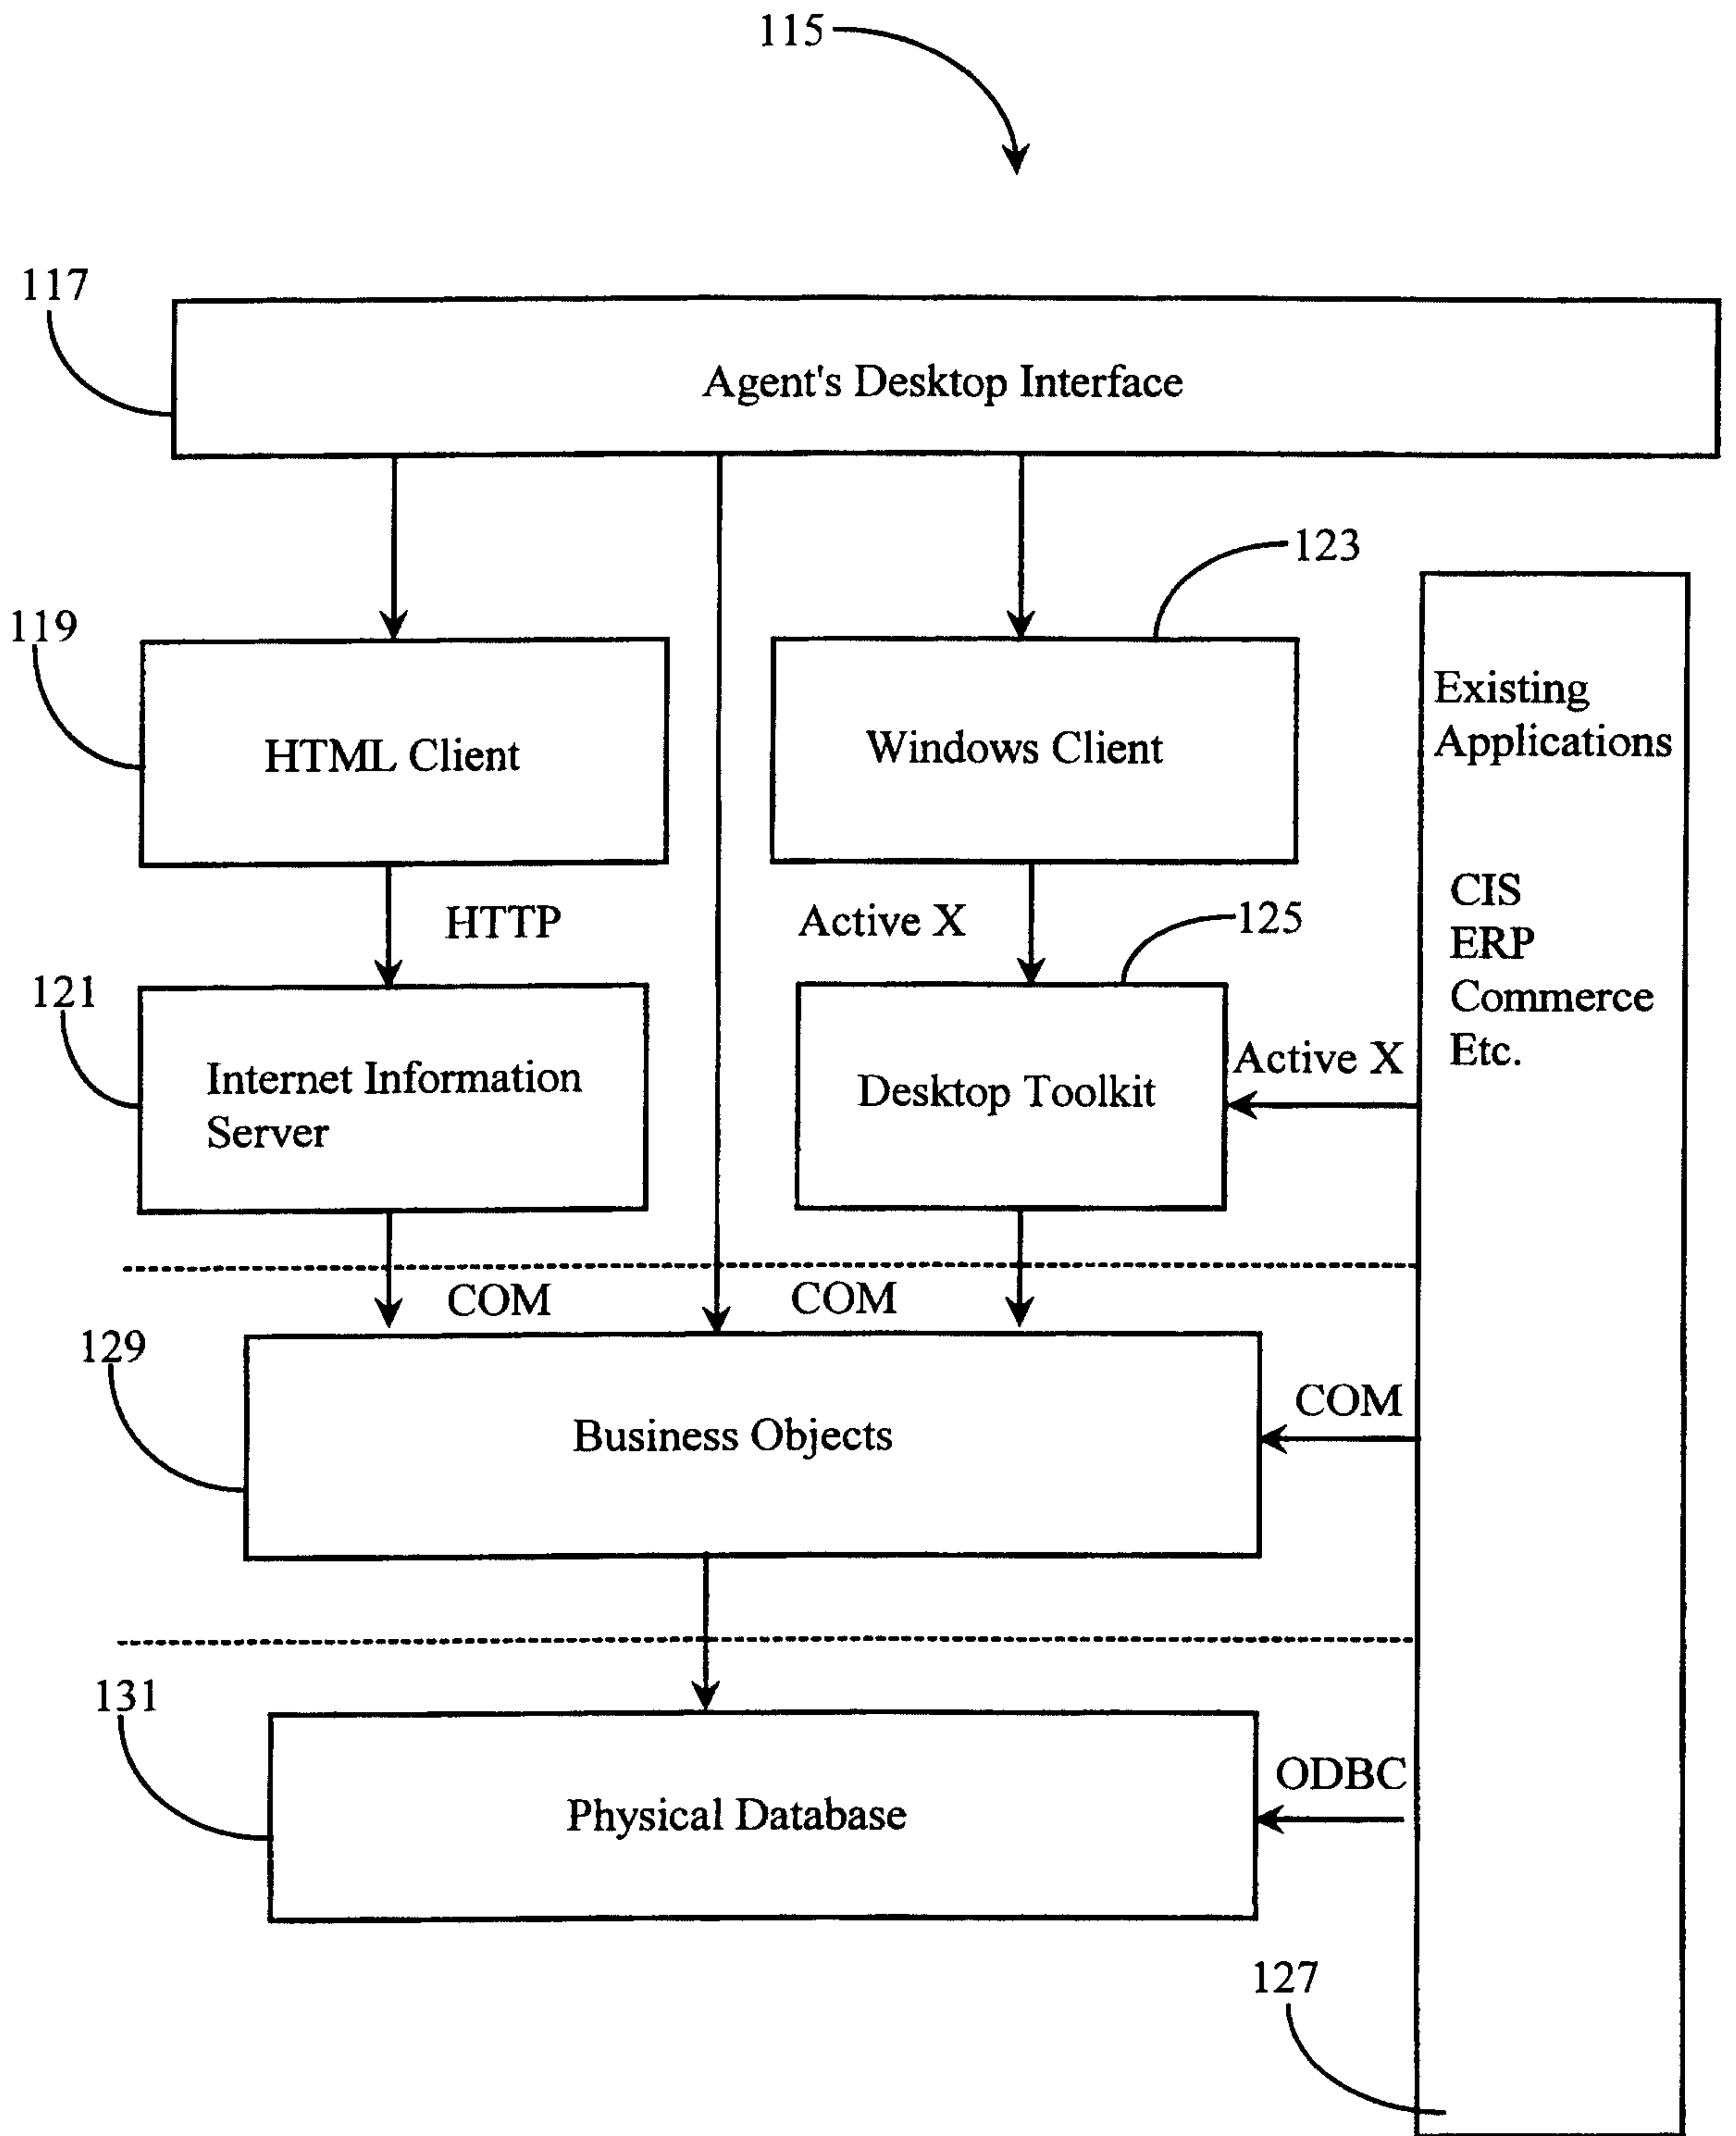 115
117
Agent's Desktop Interface
123
119
HTML Client
Windows Client
Existing
Applications
CIS
ERP
Commerce
Etc.
HTTP
Active X
125
121
Internet Information
Server
Desktop Toolkit
Active X
COM
COM
129
Business Objects
COM
131
Physical Database
ODBC
127